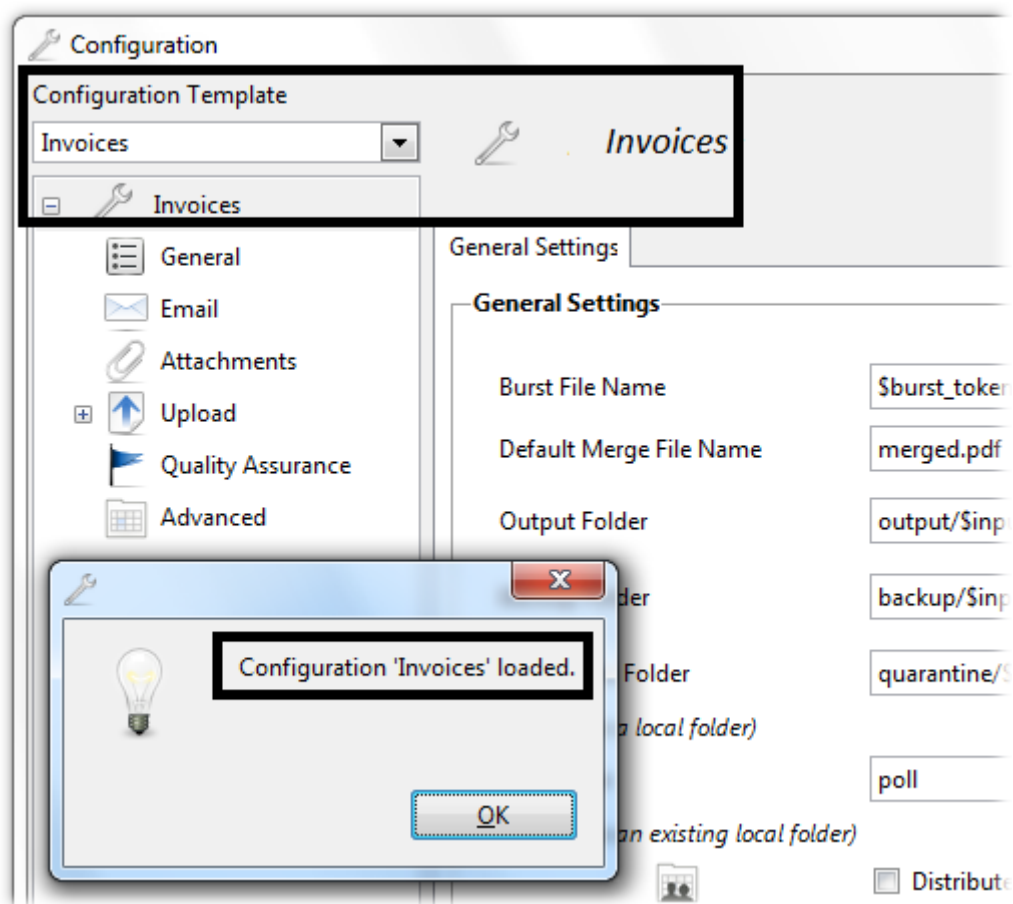 Configuration
Configuration Template
Invoices
Invoices
Invoices
General
Email
Attachments
Upload
Quality Assurance
Advanced
General Settings
General Settings
Burst File Name
Default Merge File Name
merged.pdf
Output Folder
output/$inp
der
backup/$inp
Folder
quarantine/
a local folder)
poll
an existing local folder)
Distribute
Configuration 'Invoices' loaded.
OK